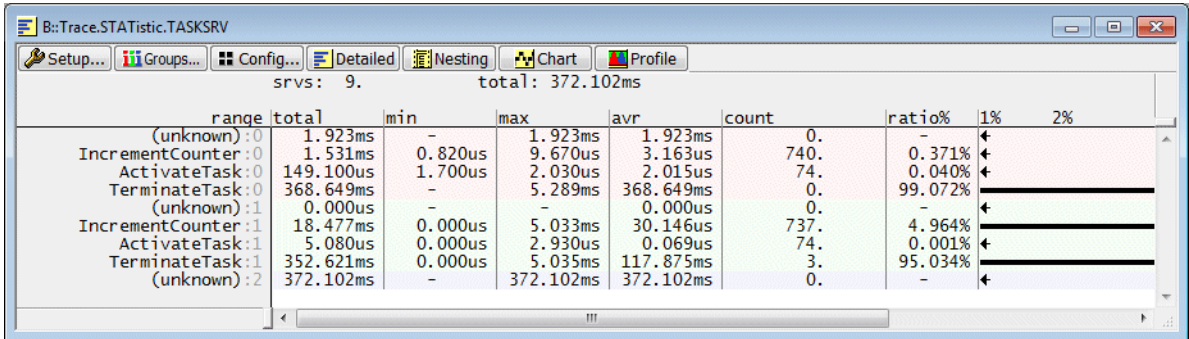 B::Trace.STATistic.TASKSRV
Setup... Groups... Config... Detailed Nesting Chart Profile
srvs: 9. total: 372.102ms
range total min max avr count ratio% 1% 2%
(unknown):0 1.923ms - 1.923ms 1.923ms 0. -
IncrementCounter:0 1.531ms 0.820us 9.670us 3.163us 740. 0.371%
ActivateTask:0 149.100us 1.700us 2.030us 2.015us 74. 0.040%
TerminateTask:0 368.649ms - 5.289ms 368.649ms 0. 99.072%
(unknown):1 0.000us - - 0.000us 0. -
IncrementCounter:1 18.477ms 0.000us 5.033ms 30.146us 737. 4.964%
ActivateTask:1 5.080us 0.000us 2.930us 0.069us 74. 0.001%
TerminateTask:1 352.621ms 0.000us 5.035ms 117.875ms 3. 95.034%
(unknown):2 372.102ms - 372.102ms 372.102ms 0. -